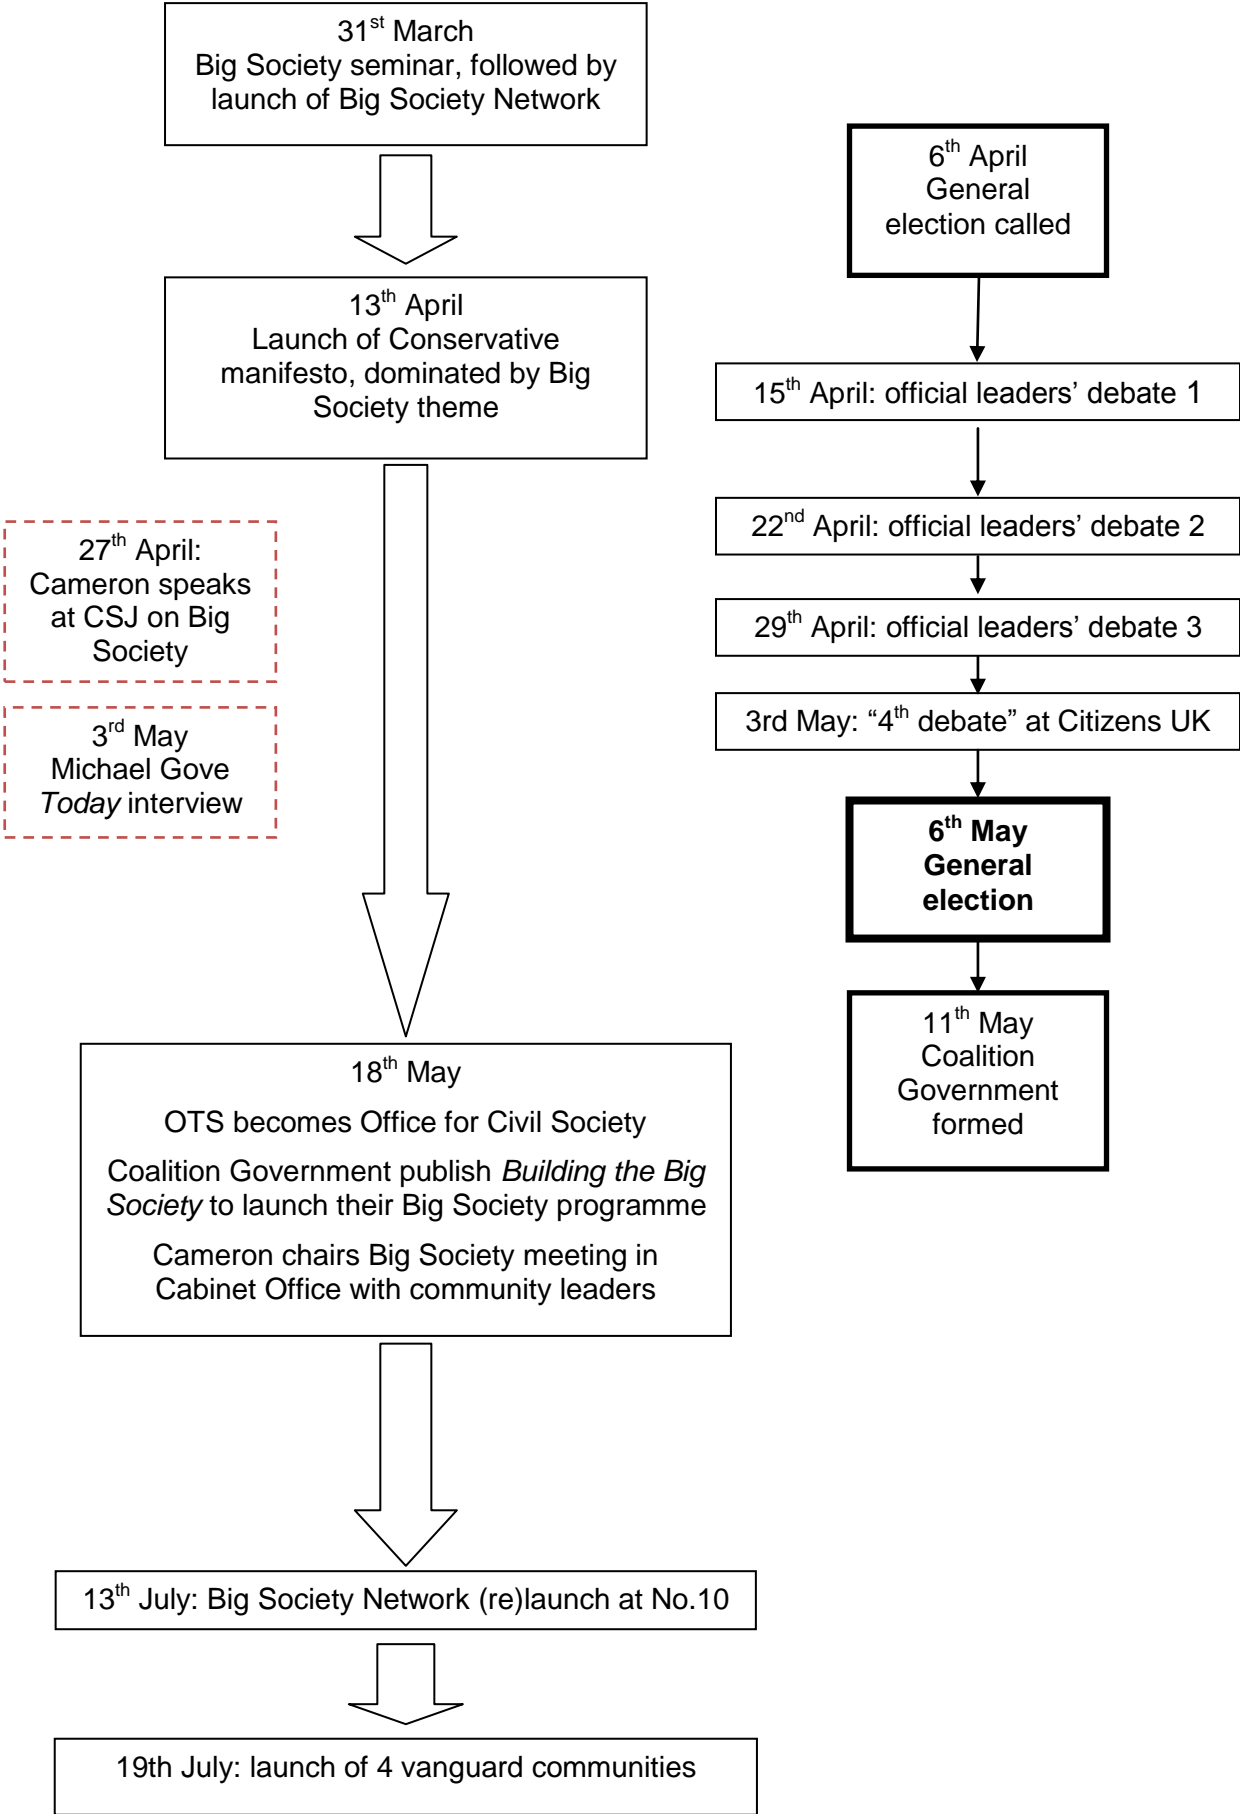 31st March
Big Society seminar, followed by
launch of Big Society Network
13th April
Launch of Conservative
manifesto, dominated by Big
Society theme
27th April:
Cameron speaks
at CSJ on Big
Society
3rd May
Michael Gove
Today interview
18th May
OTS becomes Office for Civil Society
Coalition Government publish Building the Big
Society to launch their Big Society programme
Cameron chairs Big Society meeting in
Cabinet Office with community leaders
13th July: Big Society Network (re)launch at No.10
19th July: launch of 4 vanguard communities
6th April
General
election called
15th April: official leaders’ debate 1
22nd April: official leaders’ debate 2
29th April: official leaders’ debate 3
3rd May: “4th debate” at Citizens UK
6th May
General
election
11th May
Coalition
Government
formed